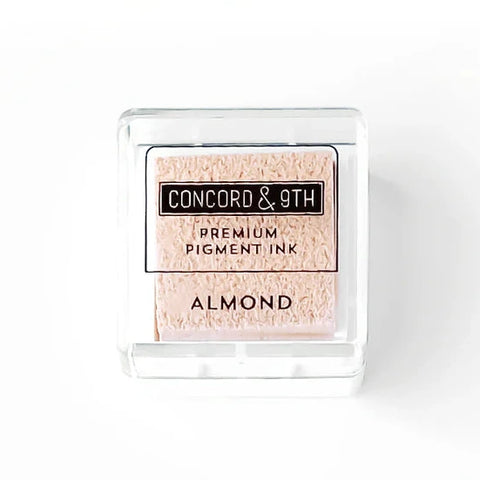 CONCORD & 9TH
PREMIUM
PIGMENT INK
ALMOND